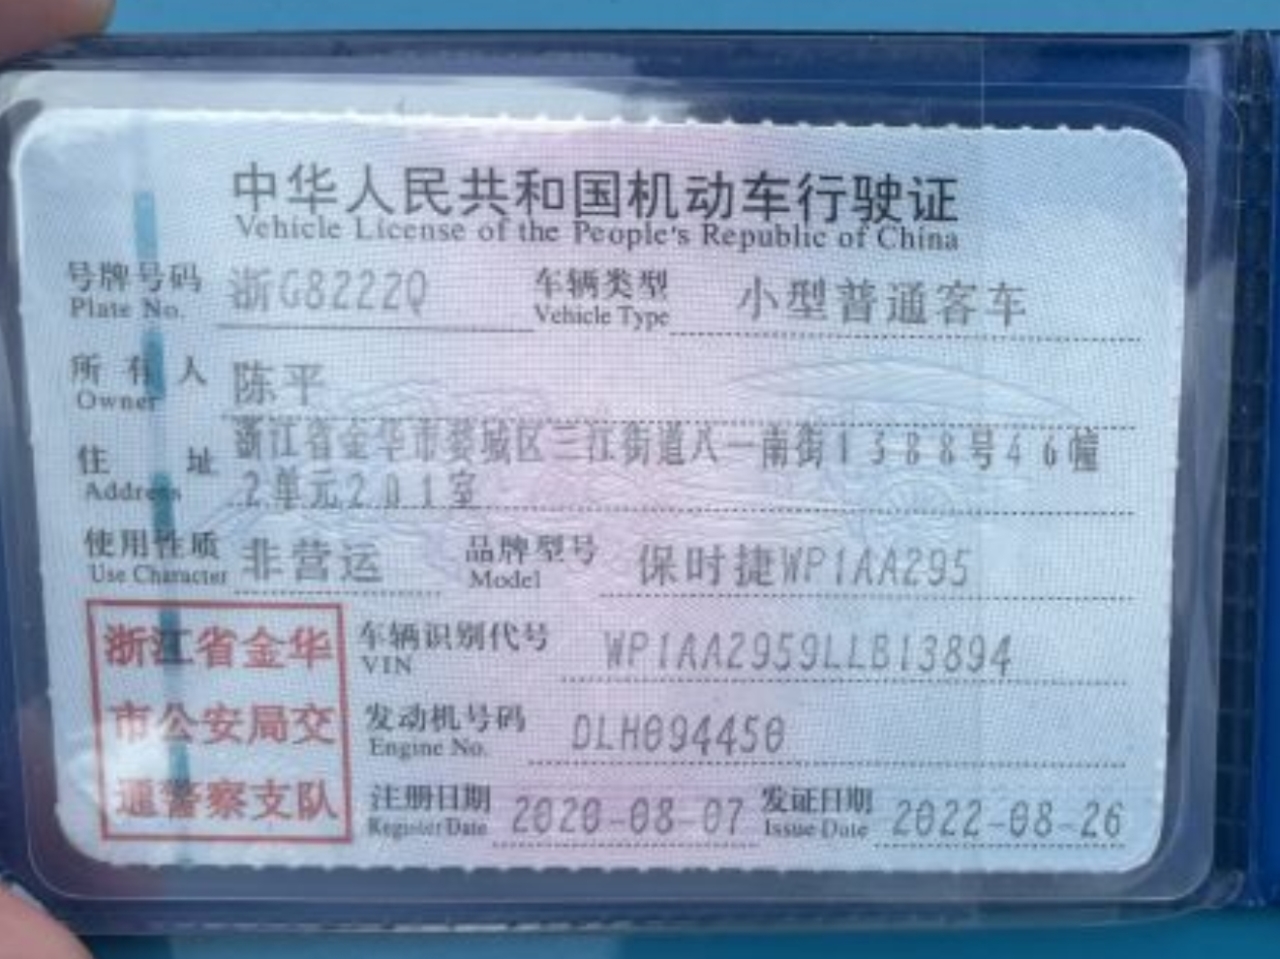 中华人民共和国机动车行驶证
Vehicle License of the People's Republic of China
号牌号码 浙G8222Q 车辆类型 小型普通客车
Plate No. Vehicle Type
所有人 陈平
Owner
住址 浙江省金华市婺城区三江街道八一南街1388号46幢
Address 2单元201室
使用性质 非营运 品牌型号 保时捷WP1AA295
Use Character Model
浙江省金华
市公安局交
通警察支队
车辆识别代号 WP1AA2959LLB13894
VIN
发动机号码 DLH094450
Engine No.
注册日期 2020-08-07 发证日期 2022-08-26
Register Date Issue Date